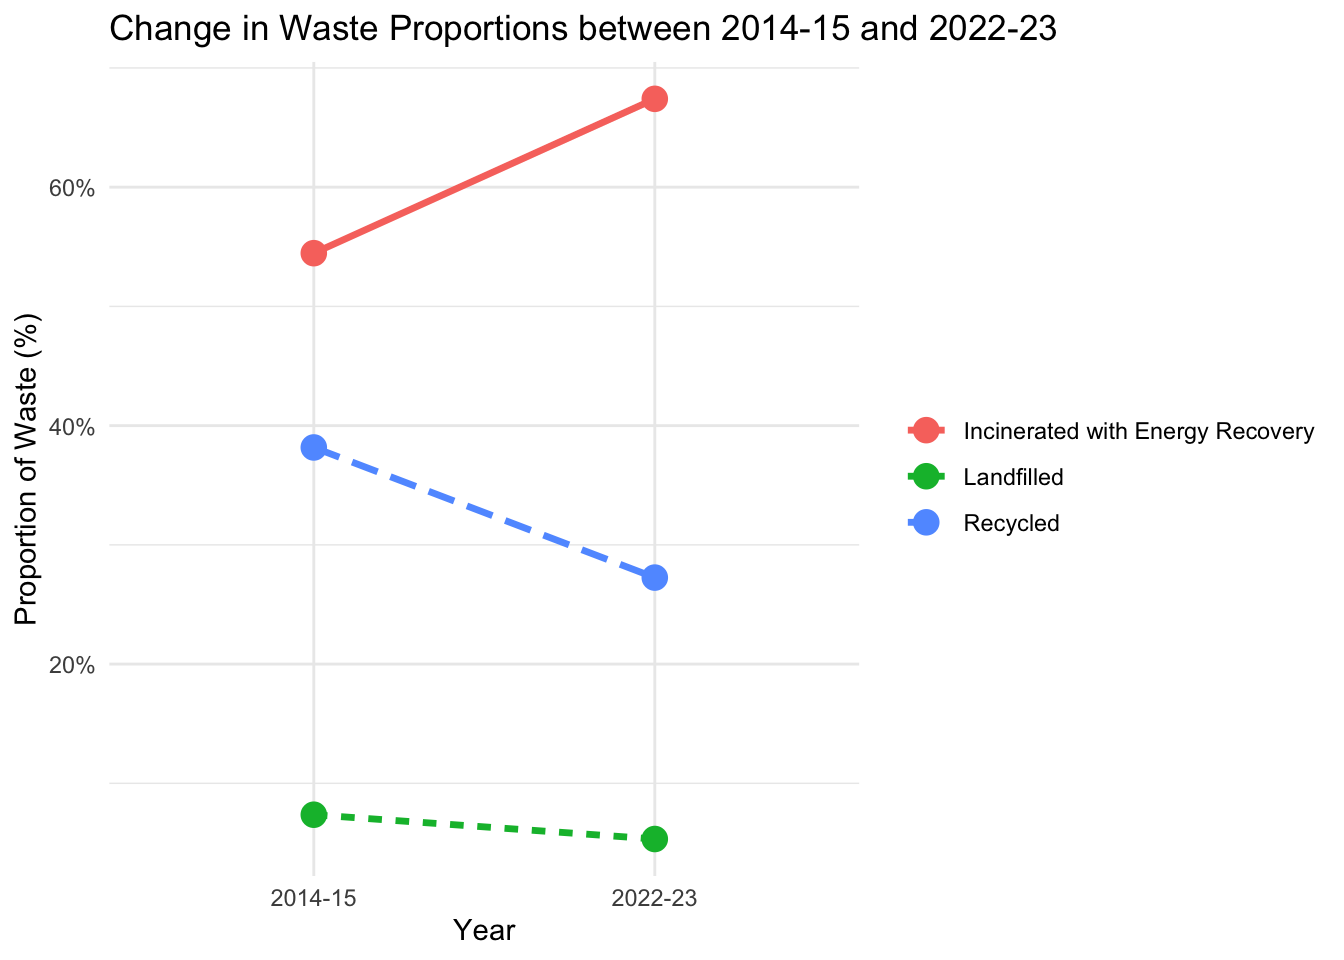 Change in Waste Proportions between 2014-15 and 2022-23
Proportion of Waste (%)
60%
40%
20%
2014-15
2022-23
Year
Incinerated with Energy Recovery
Landfilled
Recycled